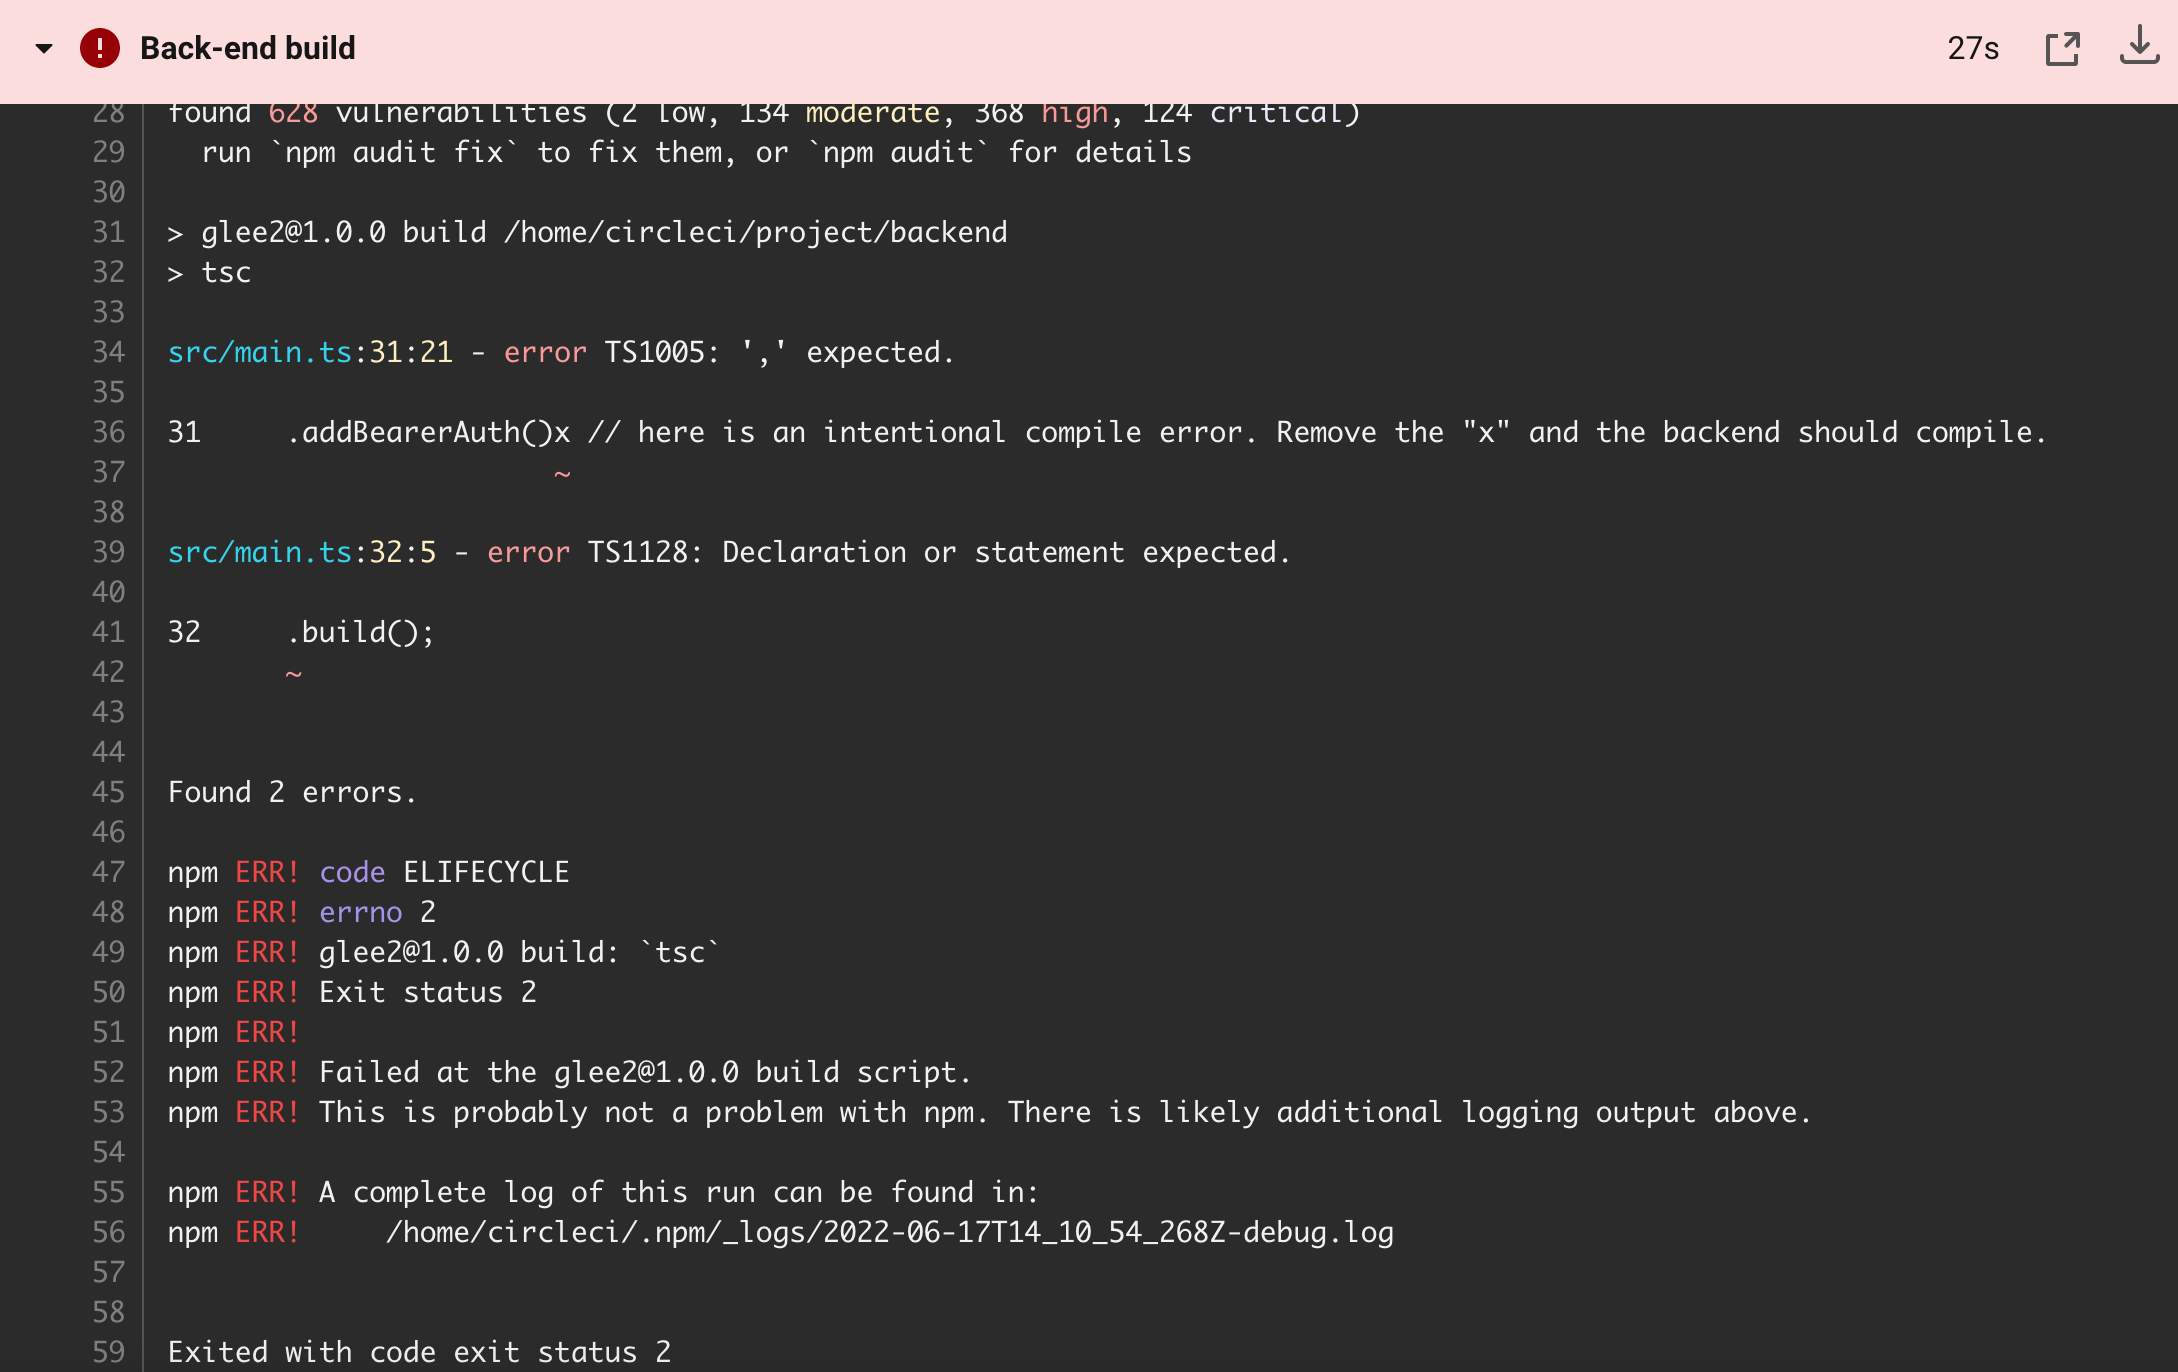 Back-end build 27s
28 found 628 vulnerabilities (2 low, 134 moderate, 368 high, 124 critical)
29   run `npm audit fix` to fix them, or `npm audit` for details
30
31 > glee2@1.0.0 build /home/circleci/project/backend
32 > tsc
33
34 src/main.ts:31:21 - error TS1005: ',' expected.
35
36 31     .addBearerAuth()x // here is an intentional compile error. Remove the "x" and the backend should compile.
37                        ~
38
39 src/main.ts:32:5 - error TS1128: Declaration or statement expected.
40
41 32     .build();
42        ~
43
44
45 Found 2 errors.
46
47 npm ERR! code ELIFECYCLE
48 npm ERR! errno 2
49 npm ERR! glee2@1.0.0 build: `tsc`
50 npm ERR! Exit status 2
51 npm ERR!
52 npm ERR! Failed at the glee2@1.0.0 build script.
53 npm ERR! This is probably not a problem with npm. There is likely additional logging output above.
54
55 npm ERR! A complete log of this run can be found in:
56 npm ERR!     /home/circleci/.npm/_logs/2022-06-17T14_10_54_268Z-debug.log
57
58
59 Exited with code exit status 2